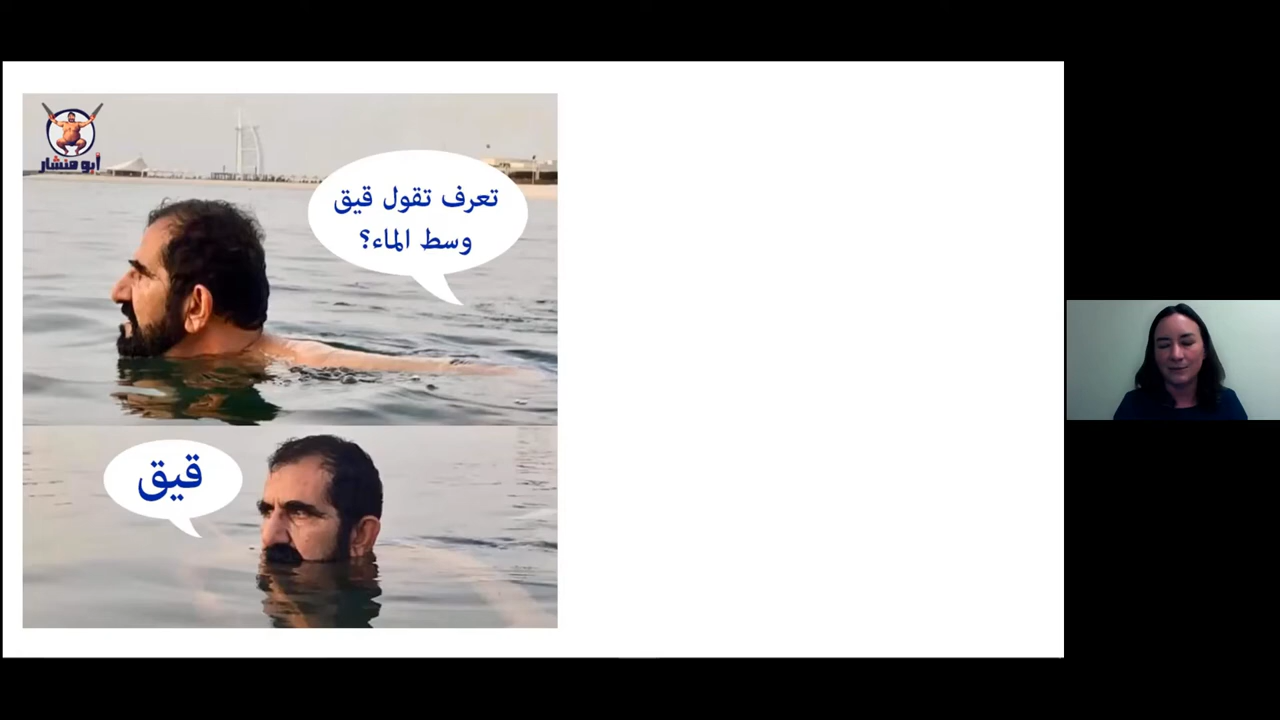 أبو منشار
تعرف تقول قيق
وسط الماء؟
قيق